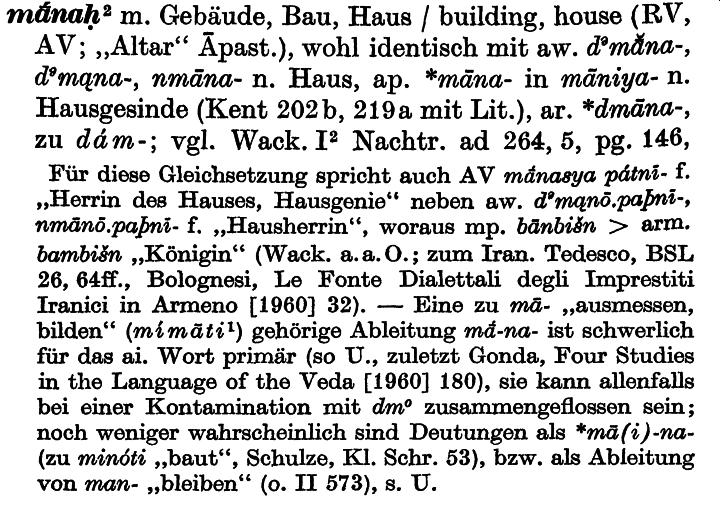 mā́naḥ² m. Gebäude, Bau, Haus / building, house (RV,
AV; „Altar“ Āpast.), wohl identisch mit aw. dᵊmā̆na-,
dᵊmąna-, nmāna- n. Haus, ap. *māna- in māniya- n.
Hausgesinde (Kent 202b, 219a mit Lit.), ar. *dmāna-,
zu dám-; vgl. Wack. I² Nachtr. ad 264, 5, pg. 146,
Für diese Gleichsetzung spricht auch AV mā́nasya pátnī- f.
„Herrin des Hauses, Hausgenie“ neben aw. dᵊmąnō.paþnī-,
nmānō.paþnī- f. „Hausherrin“, woraus mp. bānbišn > arm.
bambišn „Königin“ (Wack. a.a.O.; zum Iran. Tedesco, BSL
26, 64ff., Bolognesi, Le Fonte Dialettali degli Imprestiti
Iranici in Armeno [1960] 32). — Eine zu mā- „ausmessen,
bilden“ (mímāti¹) gehörige Ableitung mā́-na- ist schwerlich
für das ai. Wort primär (so U., zuletzt Gonda, Four Studies
in the Language of the Veda [1960] 180), sie kann allenfalls
bei einer Kontamination mit dm° zusammengeflossen sein;
noch weniger wahrscheinlich sind Deutungen als *mā(i)-na-
(zu minóti „baut“, Schulze, Kl. Schr. 53), bzw. als Ableitung
von man- „bleiben“ (o. II 573), s. U.